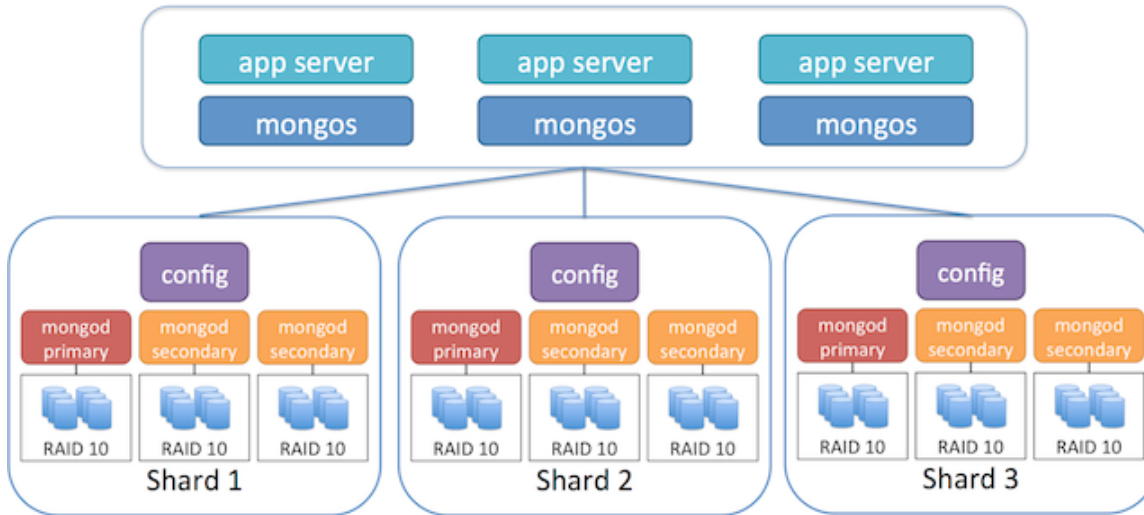 app server
app server
app server
mongos
mongos
mongos
config
config
config
mongod primary
mongod secondary
mongod secondary
mongod primary
mongod secondary
mongod secondary
mongod primary
mongod secondary
mongod secondary
RAID 10
RAID 10
RAID 10
RAID 10
RAID 10
RAID 10
RAID 10
RAID 10
RAID 10
Shard 1
Shard 2
Shard 3